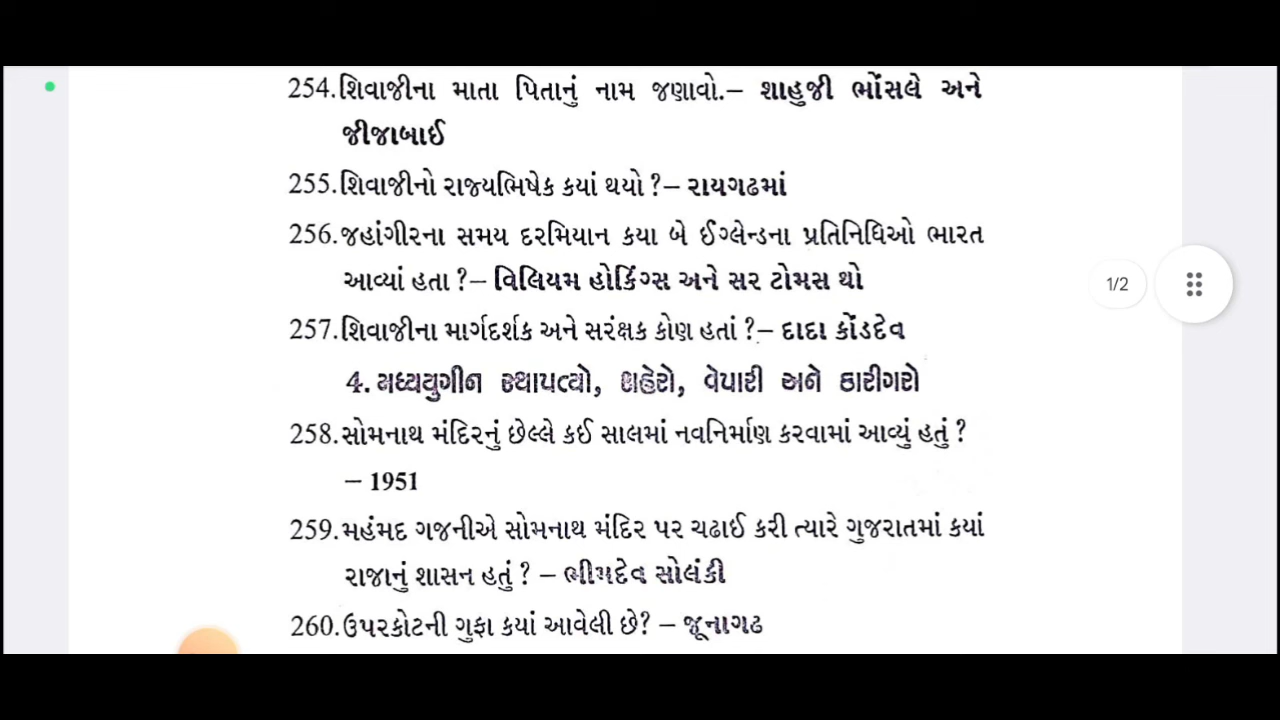 254.શિવાજીના માતા પિતાનું નામ જણાવો.– શાહુજી ભોંસલે અને
જીજાબાઈ
255.શિવાજીનો રાજ્યભિષેક કયાં થયો ?– રાયગઢમાં
256.જહાંગીરના સમય દરમિયાન કયા બે ઈંગ્લેન્ડના પ્રતિનિધિઓ ભારત
આવ્યાં હતા ?– વિલિયમ હોકિંગ્સ અને સર ટોમસ થો
257.શિવાજીના માર્ગદર્શક અને સરંક્ષક કોણ હતાં ?– દાદા કોંડદેવ
4. મધ્યયુગીન સ્થાપત્યો, શહેરો, વેપારી અને કારીગરો
258.સોમનાથ મંદિરનું છેલ્લે કઈ સાલમાં નવનિર્માણ કરવામાં આવ્યું હતું ?
– 1951
259.મહંમદ ગજનીએ સોમનાથ મંદિર પર ચઢાઈ કરી ત્યારે ગુજરાતમાં કયાં
રાજાનું શાસન હતું ? – ભીમદેવ સોલંકી
260.ઉપરકોટની ગુફા કયાં આવેલી છે? – જૂનાગઢ
1/2